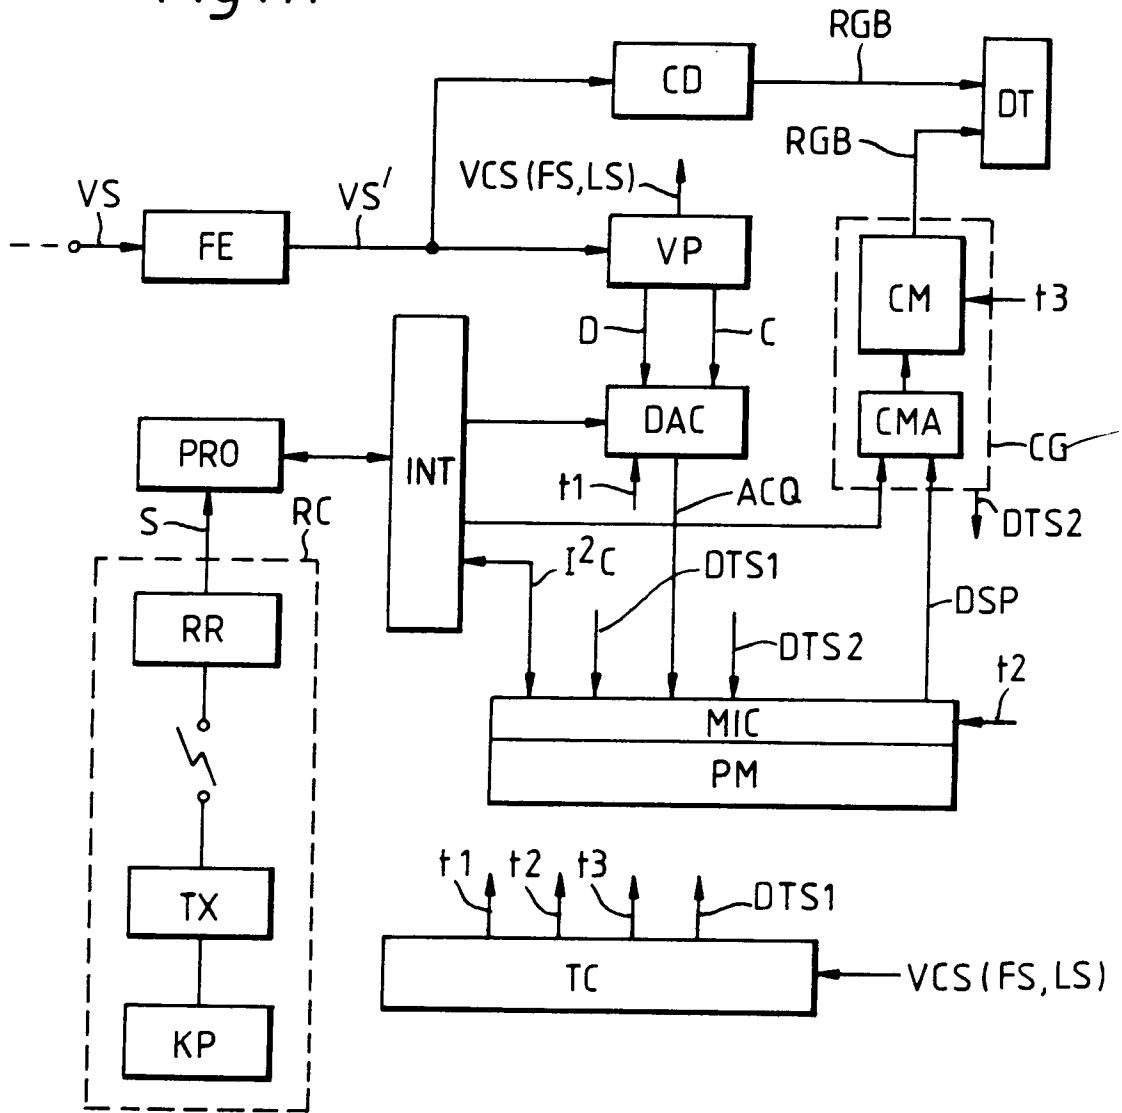 RGB
CD
DT
RGB
VCS(FS,LS)
VS
VS'
FE
VP
CM
t3
D
C
DAC
CMA
CG
PRO
INT
t1
ACQ
S
RC
DTS2
I²C
DTS1
DSP
RR
DTS2
t2
MIC
PM
t1
t2
t3
DTS1
TX
TC
VCS(FS,LS)
KP